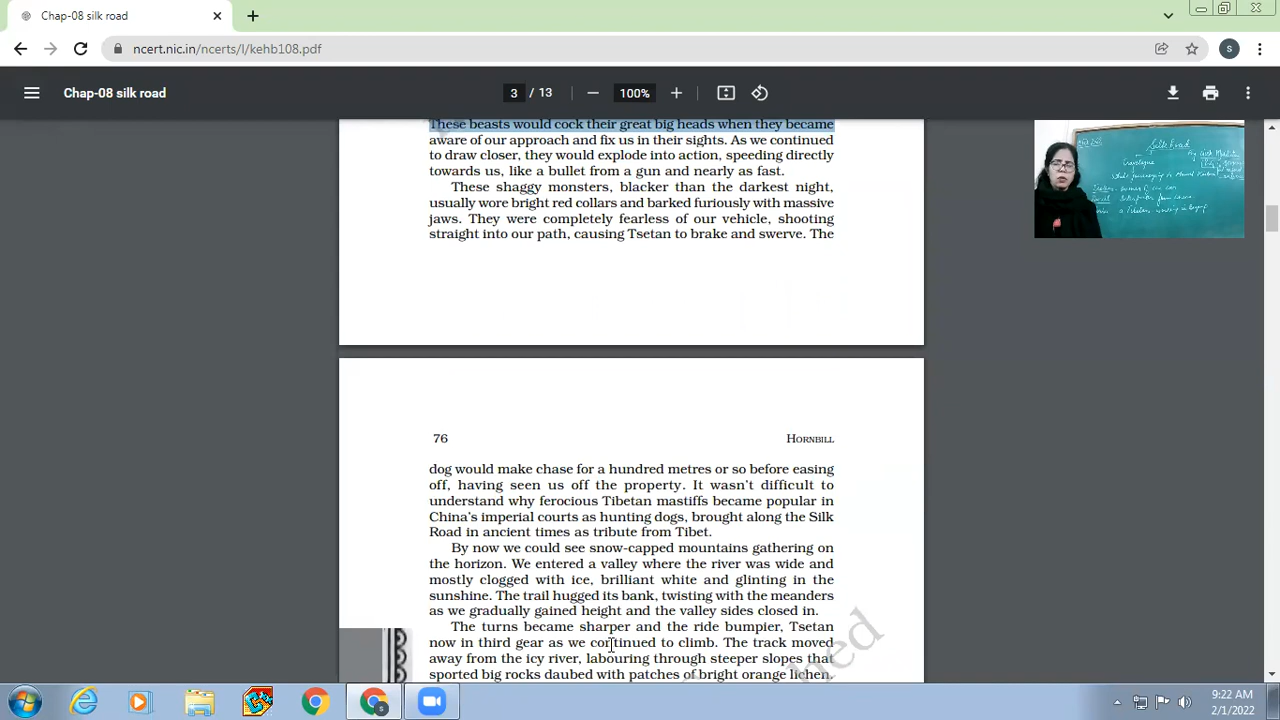 Chap-08 silk road
ncert.nic.in/ncerts/l/kehb108.pdf
S
Chap-08 silk road
3 / 13
100%
These beasts would cock their great big heads when they became
aware of our approach and fix us in their sights. As we continued
to draw closer, they would explode into action, speeding directly
towards us, like a bullet from a gun and nearly as fast.
These shaggy monsters, blacker than the darkest night,
usually wore bright red collars and barked furiously with massive
jaws. They were completely fearless of our vehicle, shooting
straight into our path, causing Tsetan to brake and swerve. The
Silk Road
Travelogue
76
HORNBILL
dog would make chase for a hundred metres or so before easing
off, having seen us off the property. It wasn't difficult to
understand why ferocious Tibetan mastiffs became popular in
China's imperial courts as hunting dogs, brought along the Silk
Road in ancient times as tribute from Tibet.
By now we could see snow-capped mountains gathering on
the horizon. We entered a valley where the river was wide and
mostly clogged with ice, brilliant white and glinting in the
sunshine. The trail hugged its bank, twisting with the meanders
as we gradually gained height and the valley sides closed in.
The turns became sharper and the ride bumpier, Tsetan
now in third gear as we continued to climb. The track moved
away from the icy river, labouring through steeper slopes that
sported big rocks daubed with patches of bright orange lichen.
hed
S
9:22 AM
2/1/2022